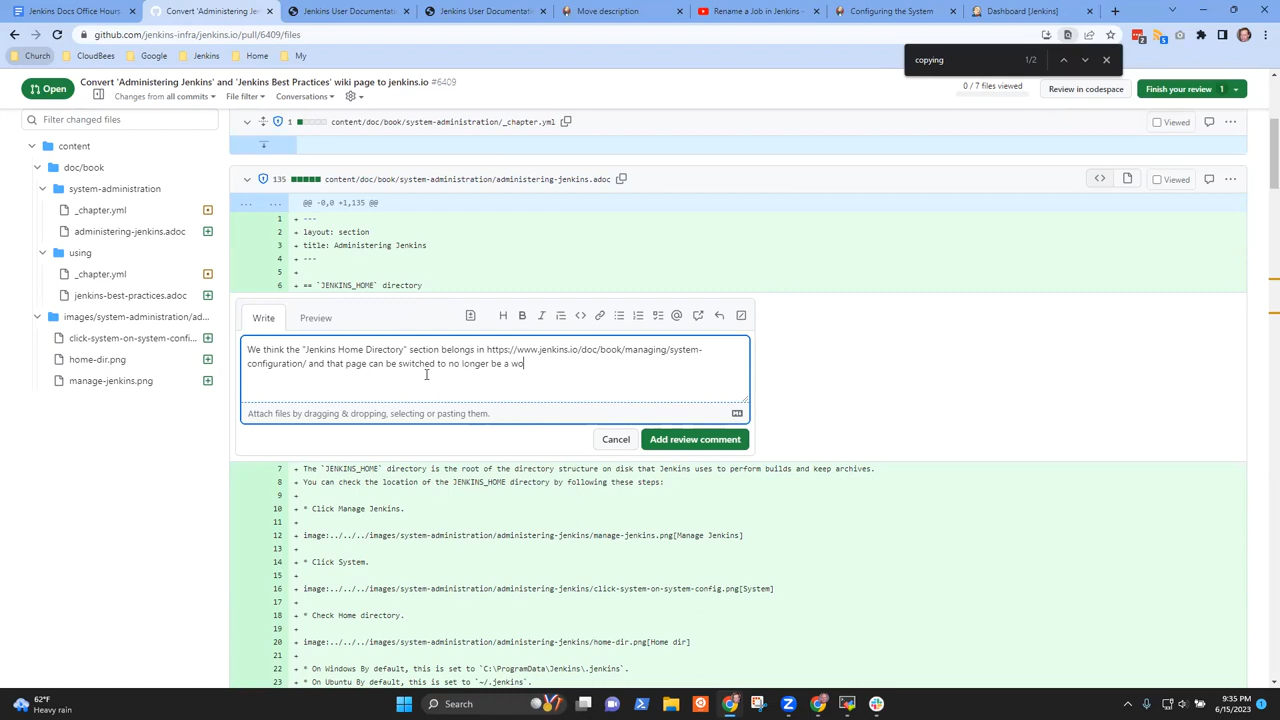 Jenkins Docs Office Hours
Convert 'Administering Jenkins'
Jenkins User Documentation
Jenkins User Documentation
Move description
Rename a Job in Jenkins -
Configuring the System
Dashboard [Jenkins]
github.com/jenkins-infra/jenkins.io/pull/6409/files
Church
CloudBees
Google
Jenkins
Home
My
copying
1/2
Open
Convert 'Administering Jenkins' and 'Jenkins Best Practices' wiki page to jenkins.io #6409
Changes from all commits
File filter
Conversations
0 / 7 files viewed
Review in codespace
Finish your review 1
Filter changed files
content
doc/book
system-administration
_chapter.yml
administering-jenkins.adoc
using
_chapter.yml
jenkins-best-practices.adoc
images/system-administration/ad...
click-system-on-system-confi...
home-dir.png
manage-jenkins.png
1 content/doc/book/system-administration/_chapter.yml
Viewed
135 content/doc/book/system-administration/administering-jenkins.adoc
Viewed
... ... @@ -0,0 +1,135 @@
1 + ---
2 + layout: section
3 + title: Administering Jenkins
4 + ---
5 +
6 + == `JENKINS_HOME` directory
Write
Preview
We think the "Jenkins Home Directory" section belongs in https://www.jenkins.io/doc/book/managing/system-
configuration/ and that page can be switched to no longer be a wo
Attach files by dragging & dropping, selecting or pasting them.
Cancel
Add review comment
7 + The `JENKINS_HOME` directory is the root of the directory structure on disk that Jenkins uses to perform builds and keep archives.
8 + You can check the location of the JENKINS_HOME directory by following these steps:
9 +
10 + * Click Manage Jenkins.
11 +
12 + image:../../../images/system-administration/administering-jenkins/manage-jenkins.png[Manage Jenkins]
13 +
14 + * Click System.
15 +
16 + image:../../../images/system-administration/administering-jenkins/click-system-on-system-config.png[System]
17 +
18 + * Check Home directory.
19 +
20 + image:../../../images/system-administration/administering-jenkins/home-dir.png[Home dir]
21 +
22 + * On Windows By default, this is set to `C:\ProgramData\Jenkins\.jenkins`.
23 + * On Ubuntu By default, this is set to `~/.jenkins`.
62°F
Heavy rain
Search
9:35 PM
6/15/2023